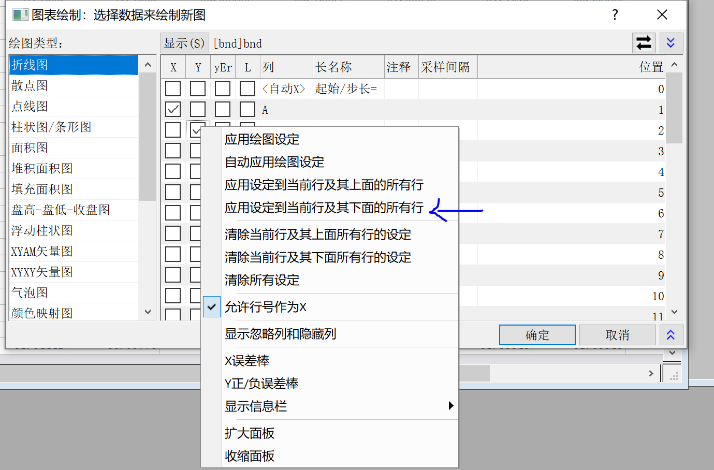 图表绘制: 选择数据来绘制新图 ?
绘图类型: 显示(S) [bnd]bnd
折线图
散点图
点线图
柱状图/条形图
面积图
堆积面积图
填充面积图
盘高-盘低-收盘图
浮动柱状图
XYAM矢量图
XYXY矢量图
气泡图
颜色映射图
X Y yEr L 列 长名称 注释 采样间隔 位置
<自动X> 起始/步长= 0
A 1
2
3
4
5
6
7
8
9
10
11
应用绘图设定
自动应用绘图设定
应用设定到当前行及其上面的所有行
应用设定到当前行及其下面的所有行
清除当前行及其上面所有行的设定
清除当前行及其下面所有行的设定
清除所有设定
允许行号作为X
显示忽略列和隐藏列
X误差棒
Y正/负误差棒
显示信息栏
扩大面板
收缩面板
确定 取消